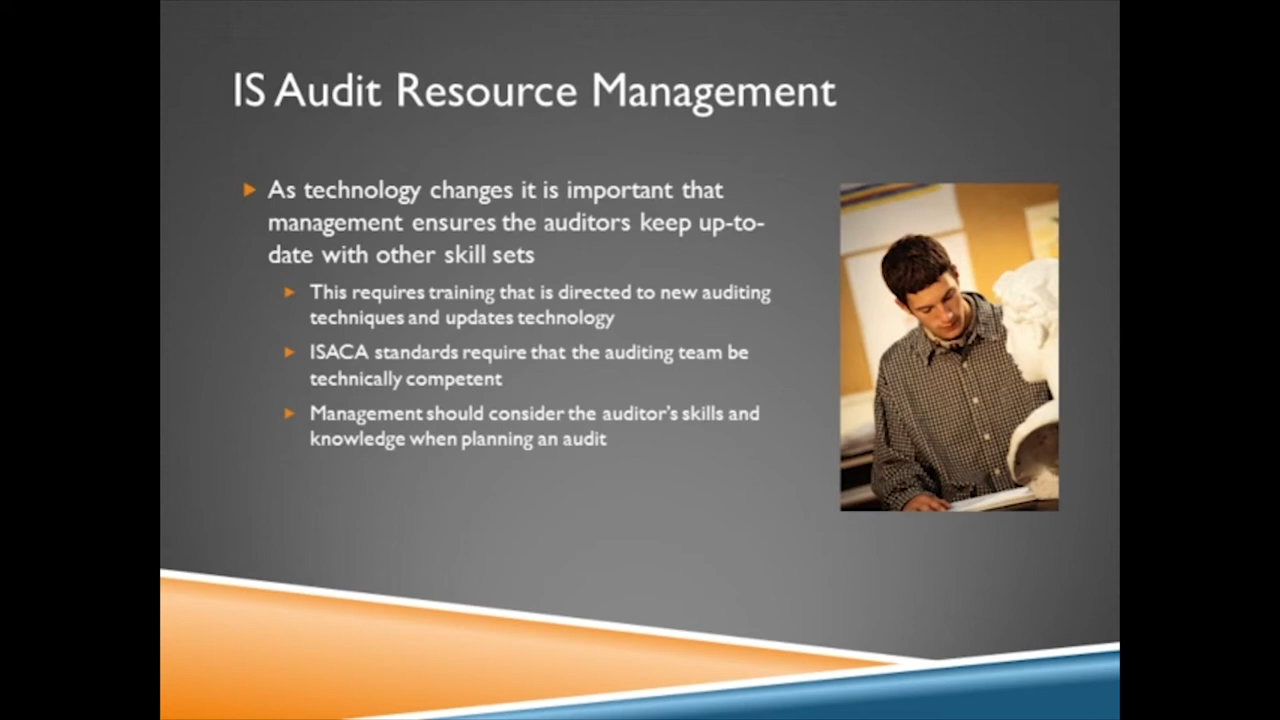 IS Audit Resource Management
As technology changes it is important that
management ensures the auditors keep up-to-
date with other skill sets
This requires training that is directed to new auditing
techniques and updates technology
ISACA standards require that the auditing team be
technically competent
Management should consider the auditor's skills and
knowledge when planning an audit